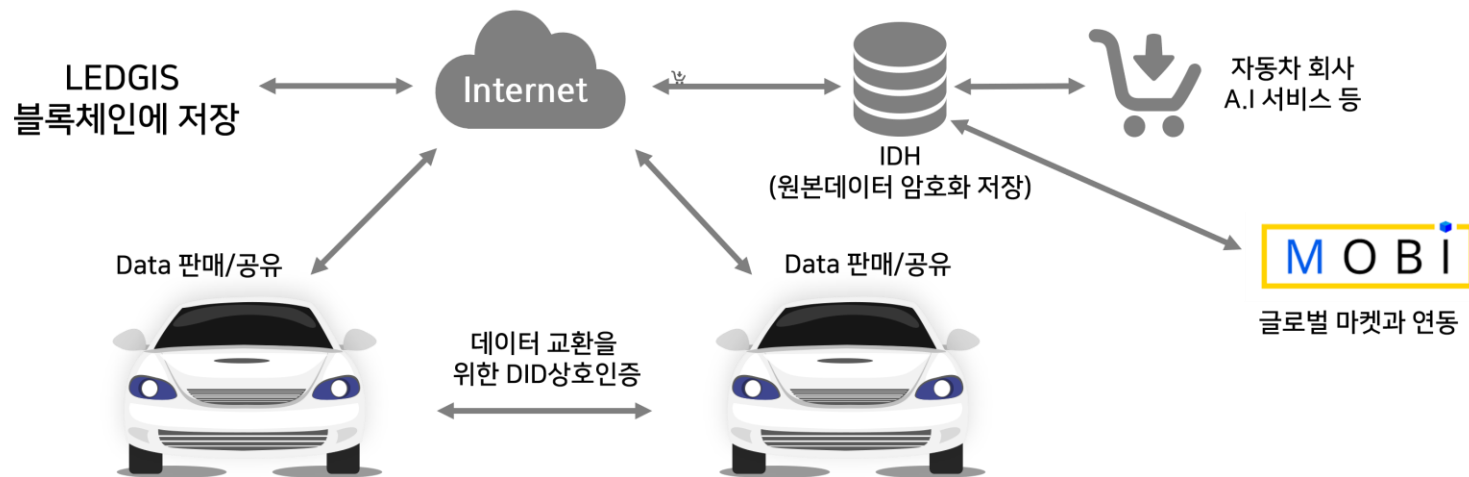 LEDGIS
블록체인에 저장
Internet
자동차 회사
A.I 서비스 등
IDH
(원본데이터 암호화 저장)
Data 판매/공유
Data 판매/공유
MOBi
글로벌 마켓과 연동
데이터 교환을
위한 DID상호인증